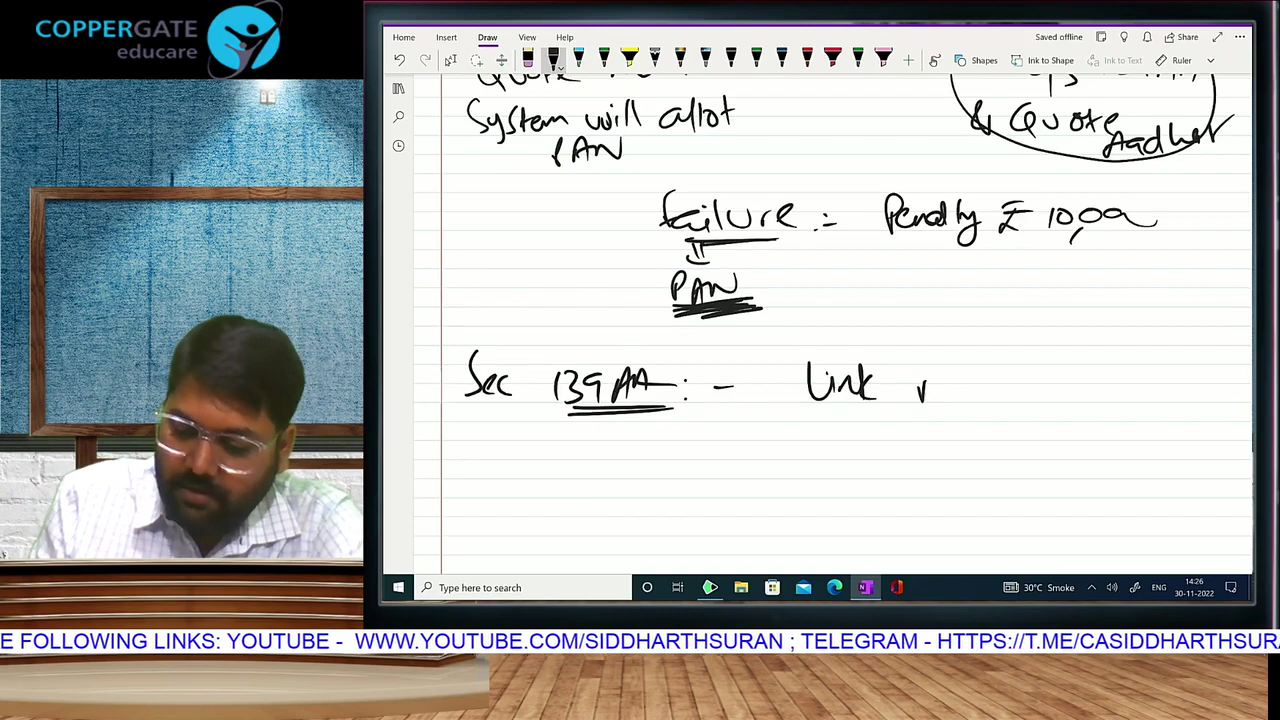 COPPERGATE
educare
Home Insert Draw View Help
Saved offline
Share
Shapes Ink to Shape Ink to Text Ruler
Quote
System will allot
PAN
& Quote
Aadhar
failure := Penalty ₹ 10,000
PAN
Sec 139AA :- Link
Type here to search
30°C Smoke
ENG
14:26
30-11-2022
E FOLLOWING LINKS: YOUTUBE - WWW.YOUTUBE.COM/SIDDHARTHSURAN ; TELEGRAM - HTTPS://T.ME/CASIDDHARTHSURA